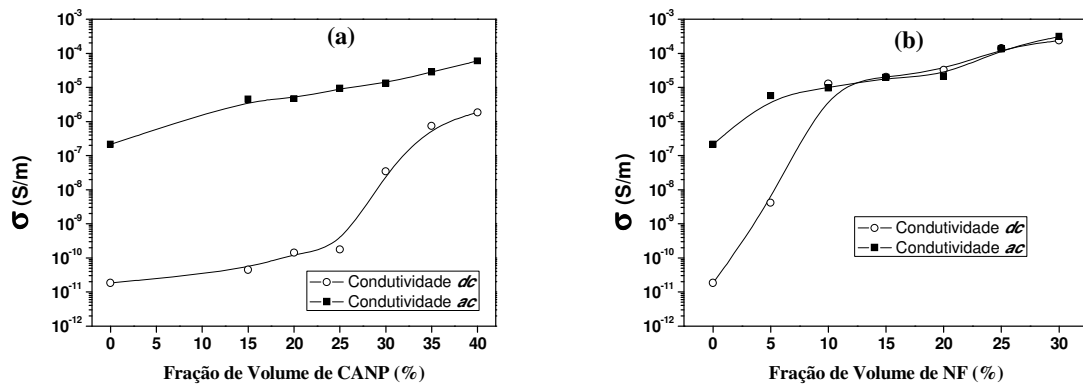 (a)
10⁻³
10⁻⁴
10⁻⁵
10⁻⁶
10⁻⁷
10⁻⁸
10⁻⁹
10⁻¹⁰
10⁻¹¹
10⁻¹²
σ (S/m)
Condutividade dc
Condutividade ac
0 5 10 15 20 25 30 35 40
Fração de Volume de CANP (%)
(b)
10⁻³
10⁻⁴
10⁻⁵
10⁻⁶
10⁻⁷
10⁻⁸
10⁻⁹
10⁻¹⁰
10⁻¹¹
10⁻¹²
σ (S/m)
Condutividade dc
Condutividade ac
0 5 10 15 20 25 30
Fração de Volume de NF (%)